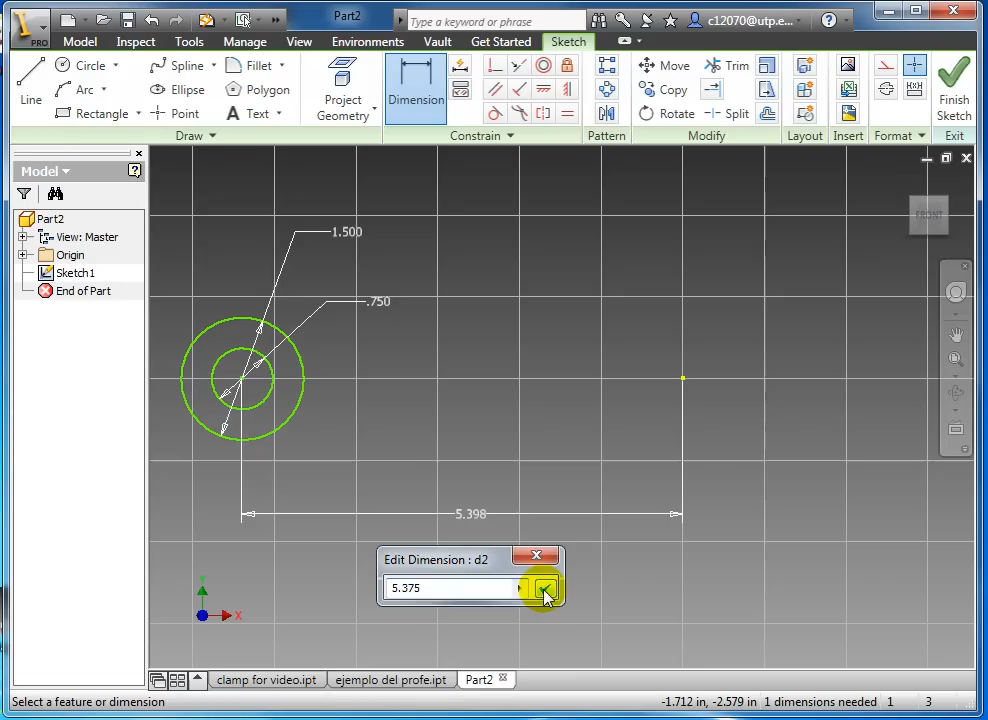 Part2
Type a keyword or phrase
c12070@utp.e...
PRO
Model
Inspect
Tools
Manage
View
Environments
Vault
Get Started
Sketch
Line
Circle
Arc
Rectangle
Spline
Ellipse
Point
Fillet
Polygon
A Text
Draw
Project
Geometry
Dimension
Constrain
Pattern
Move
Copy
Rotate
Trim
Split
Modify
Layout
Insert
Format
Finish
Sketch
Exit
Model
Part2
View: Master
Origin
Sketch1
End of Part
FRONT
1.500
.750
5.398
Edit Dimension : d2
5.375
Y
X
clamp for video.ipt
ejemplo del profe.ipt
Part2
Select a feature or dimension
-1.712 in, -2.579 in 1 dimensions needed 1 3